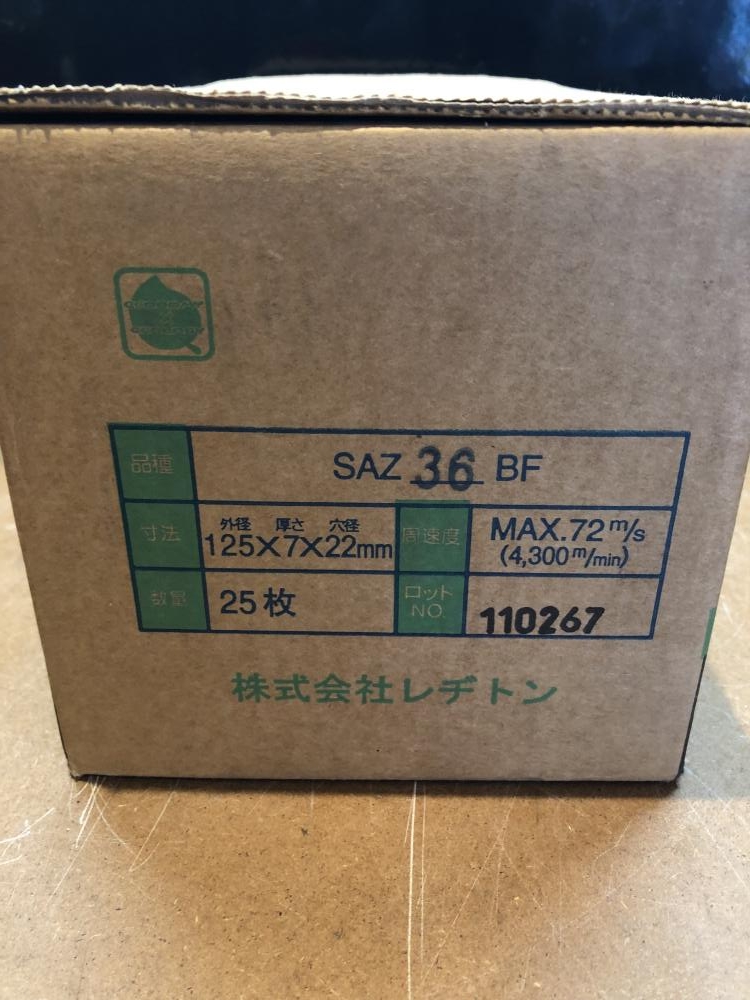 品種 SAZ 36 BF
外径 厚さ 穴径
寸法 125×7×22mm 周速度 MAX.72m/s
(4,300m/min)
数量 25枚 ロットNO. 110267
株式会社レヂトン